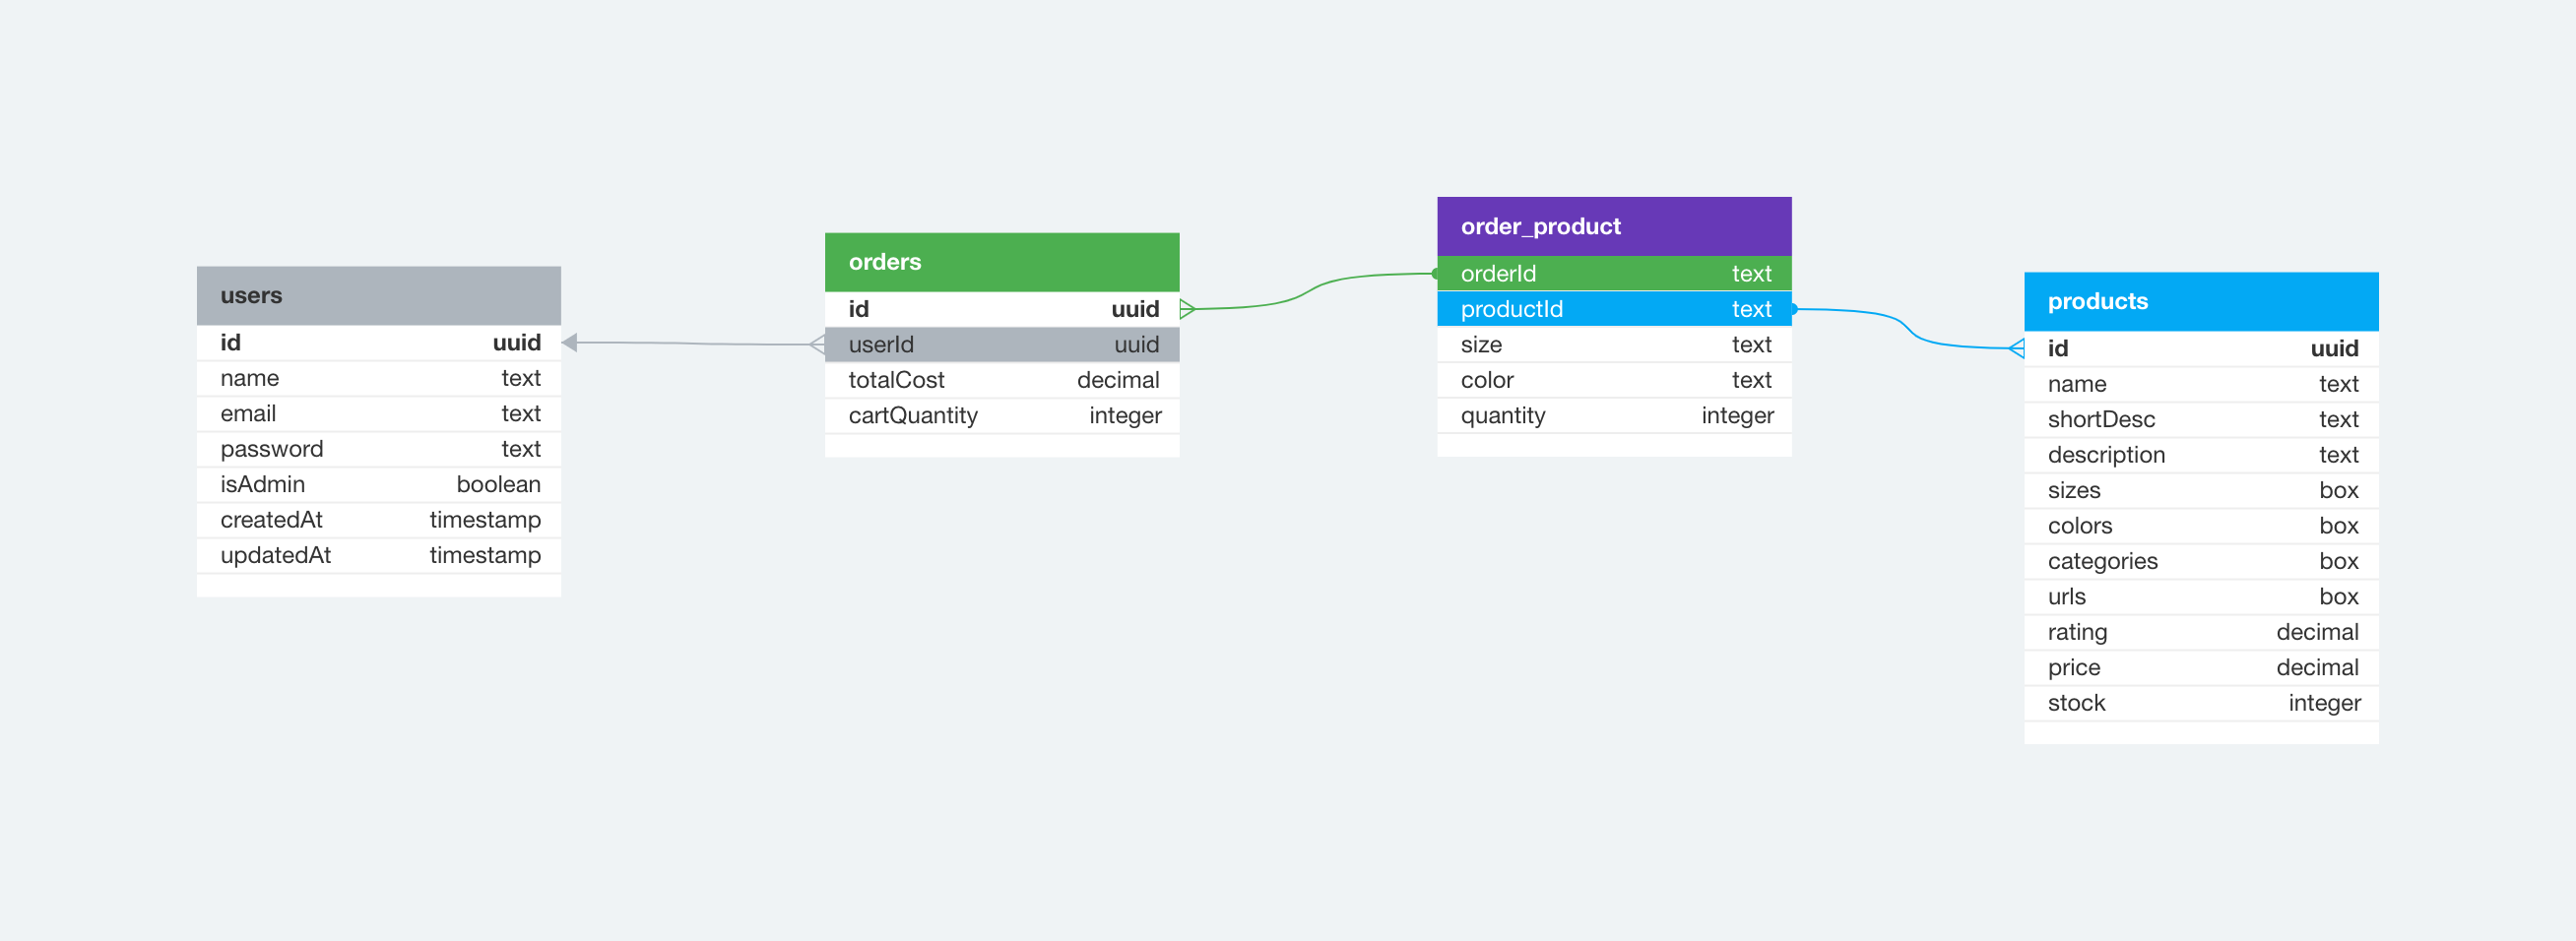 users
id uuid
name text
email text
password text
isAdmin boolean
createdAt timestamp
updatedAt timestamp
orders
id uuid
userId uuid
totalCost decimal
cartQuantity integer
order_product
orderId text
productId text
size text
color text
quantity integer
products
id uuid
name text
shortDesc text
description text
sizes box
colors box
categories box
urls box
rating decimal
price decimal
stock integer